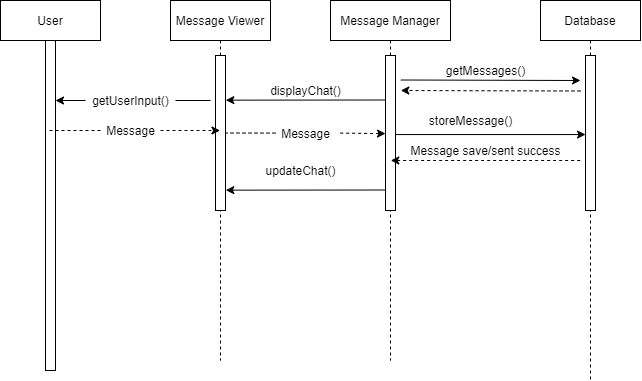 User
Message Viewer
Message Manager
Database
getMessages()
displayChat()
getUserInput()
storeMessage()
Message
Message
Message save/sent success
updateChat()